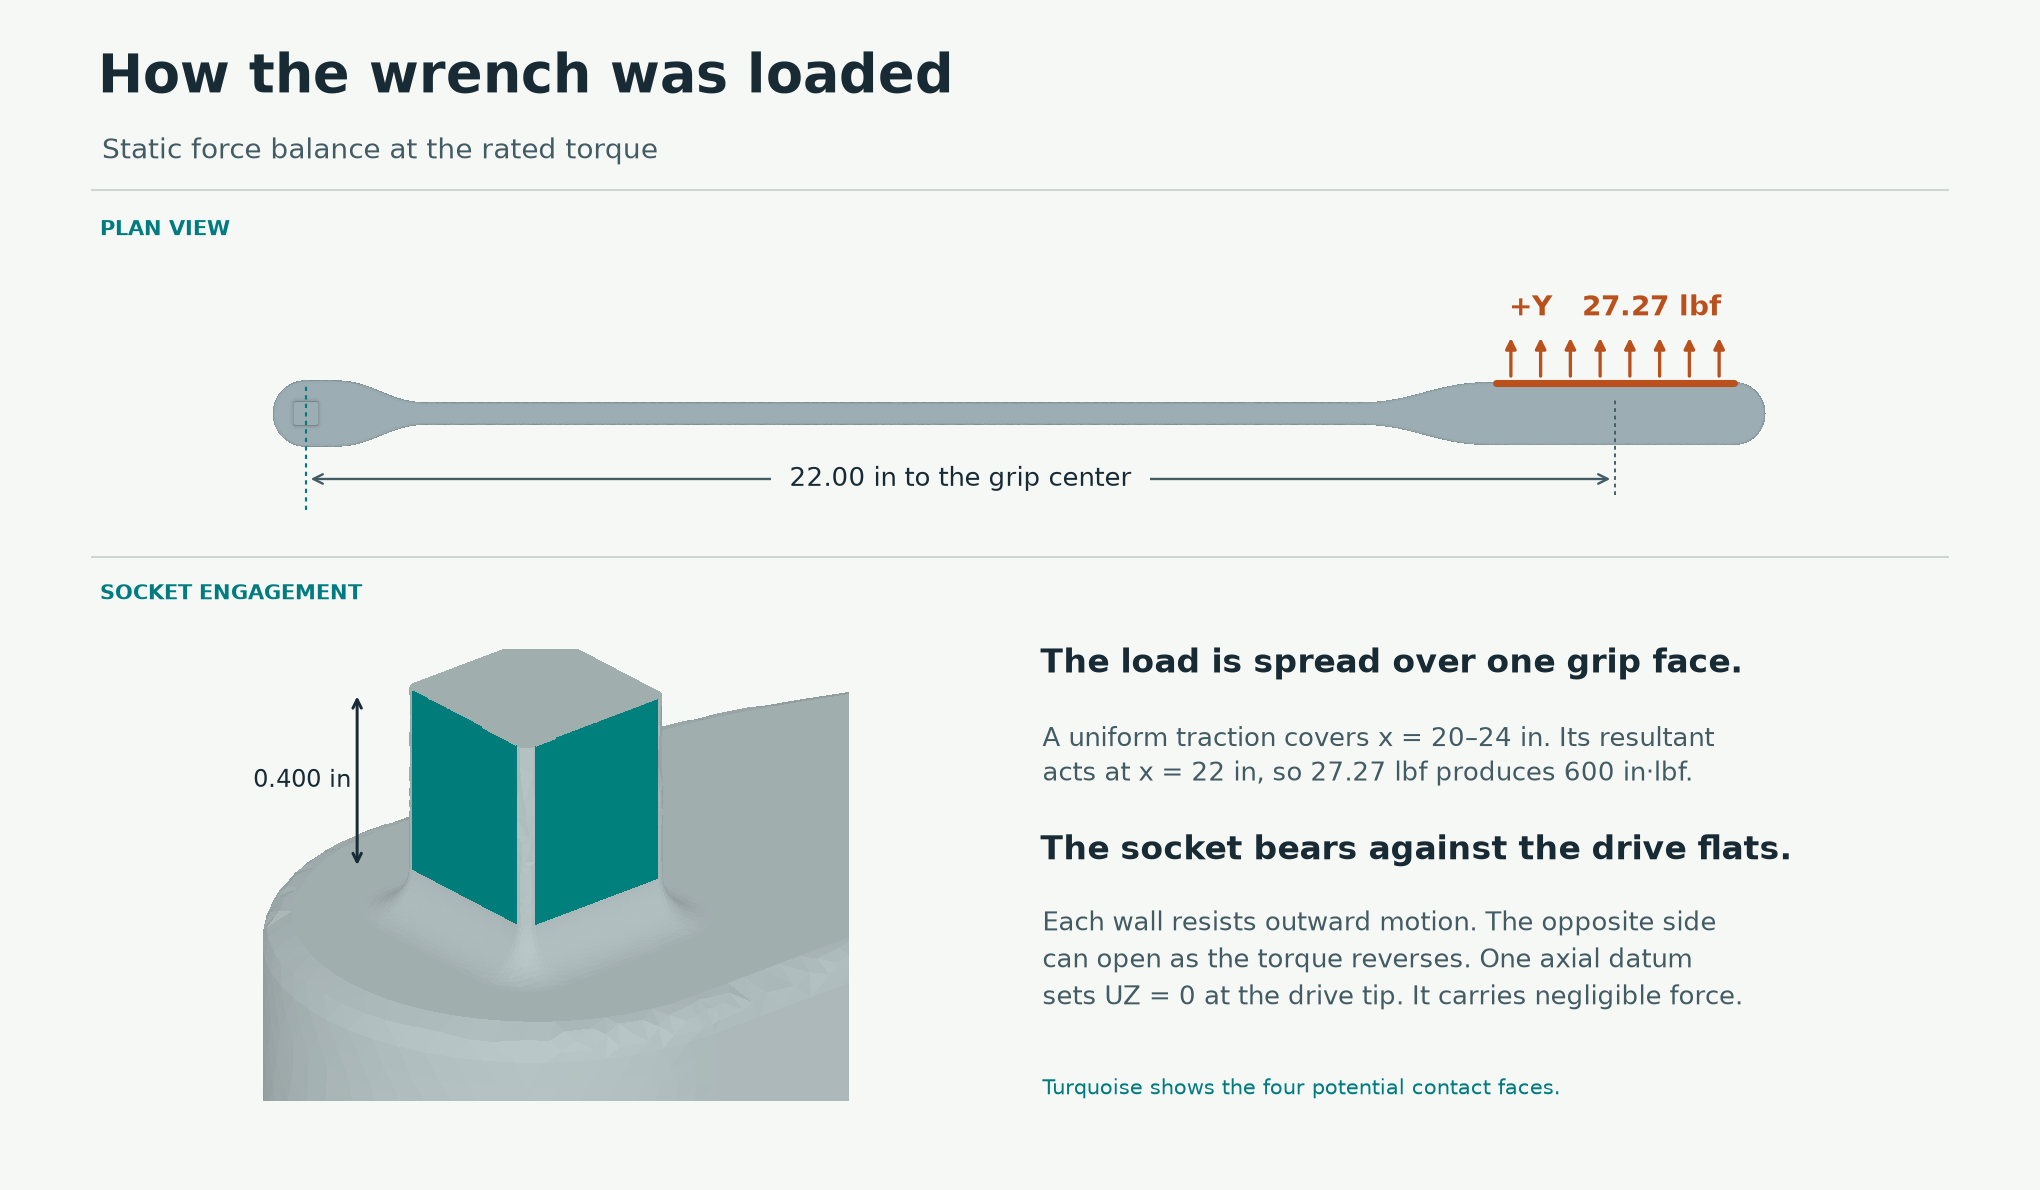 How the wrench was loaded
Static force balance at the rated torque
PLAN VIEW
+Y 27.27 lbf
22.00 in to the grip center
SOCKET ENGAGEMENT
0.400 in
The load is spread over one grip face.
A uniform traction covers x = 20–24 in. Its resultant
acts at x = 22 in, so 27.27 lbf produces 600 in·lbf.
The socket bears against the drive flats.
Each wall resists outward motion. The opposite side
can open as the torque reverses. One axial datum
sets UZ = 0 at the drive tip. It carries negligible force.
Turquoise shows the four potential contact faces.